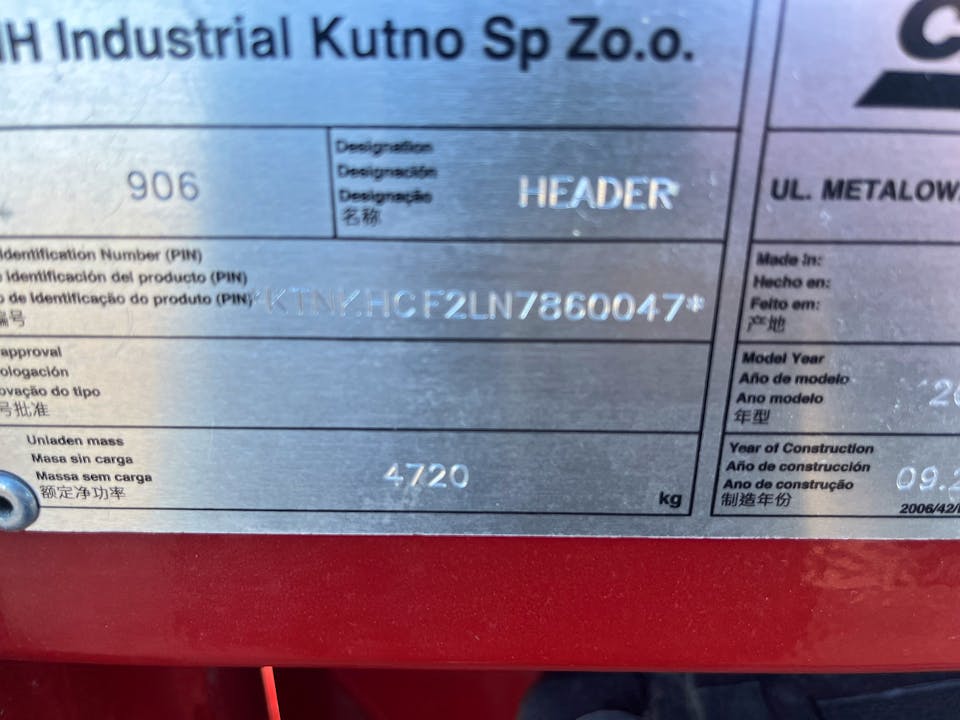 IH Industrial Kutno Sp Zo.o.
C
906
Designation
Designación
Designação
名称
HEADER
UL. METALOW
Identification Number (PIN)
Identificación del producto (PIN)
o de Identificação do produto (PIN)
编号
*KTNKHCF2LN7860047*
Made In:
Hecho en:
Feito em:
产地
approval
ologación
ovação do tipo
号批准
Model Year
Año de modelo
Ano modelo
年型
20
Unladen mass
Masa sin carga
Massa sem carga
额定净功率
4720
kg
Year of Construction
Año de construcción
Ano de construção
制造年份
09.2
2006/42/